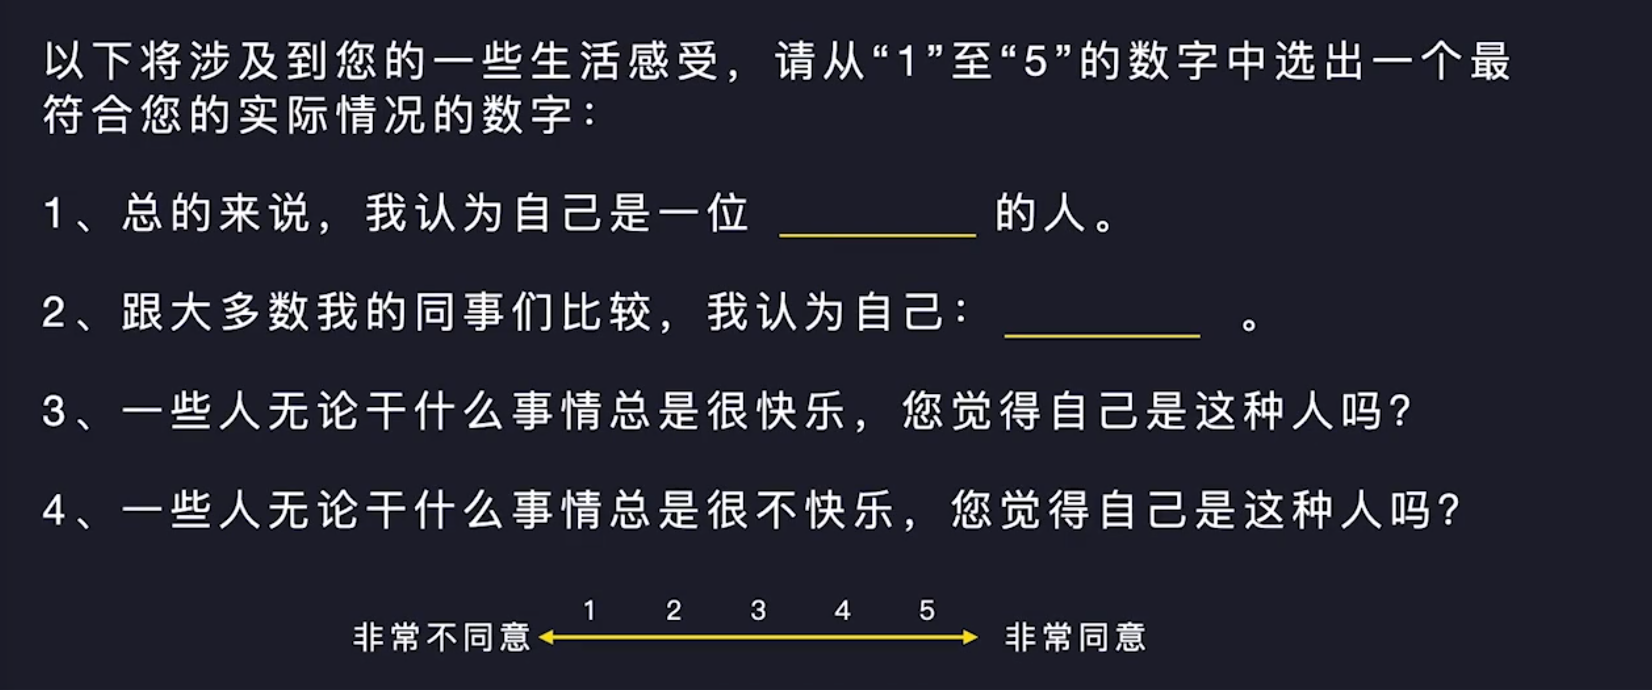 以下将涉及到您的一些生活感受，请从“1”至“5”的数字中选出一个最
符合您的实际情况的数字：
1、总的来说，我认为自己是一位 ________ 的人。
2、跟大多数我的同事们比较，我认为自己： ________ 。
3、一些人无论干什么事情总是很快乐，您觉得自己是这种人吗？
4、一些人无论干什么事情总是很不快乐，您觉得自己是这种人吗？
1 2 3 4 5
非常不同意 非常同意